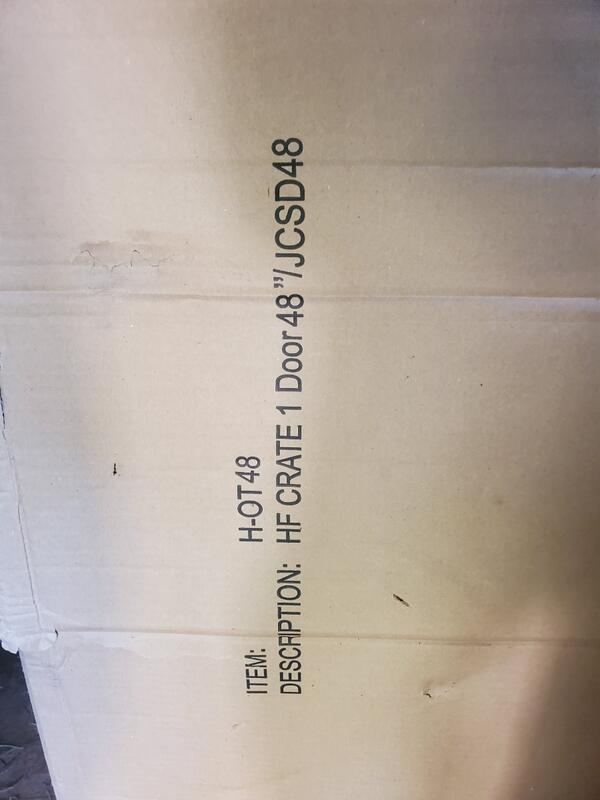 ITEM: H-OT48
DESCRIPTION: HF CRATE 1 Door 48"/JCSD48